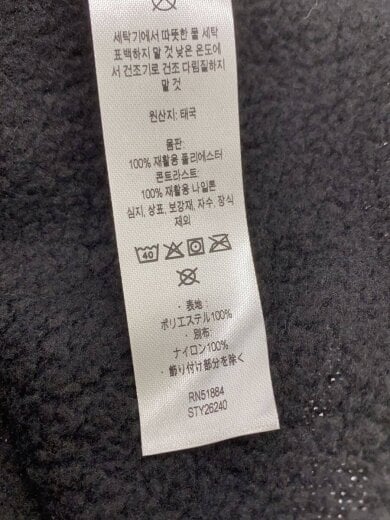 세탁기에서 따뜻한 물 세탁
표백하지 말 것 낮은 온도에
서 건조기로 건조 다림질하지
말 것
원산지: 태국
몸판:
100% 재활용 폴리에스터
콘트라스트:
100% 재활용 나일론
심지, 상표, 보강재, 자수, 장식
제외
40
・表地:
ポリエステル100%
・別布
ナイロン100%
・飾り付け部分を除く
RN51884
STY26240